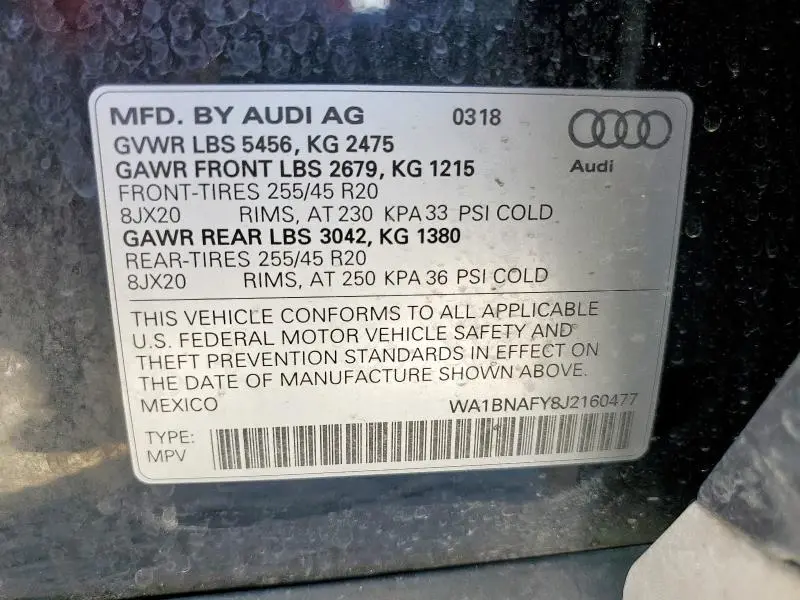 MFD. BY AUDI AG 0318
GVWR LBS 5456, KG 2475
GAWR FRONT LBS 2679, KG 1215
Audi
FRONT-TIRES 255/45 R20
8JX20 RIMS, AT 230 KPA 33 PSI COLD
GAWR REAR LBS 3042, KG 1380
REAR-TIRES 255/45 R20
8JX20 RIMS, AT 250 KPA 36 PSI COLD
THIS VEHICLE CONFORMS TO ALL APPLICABLE
U.S. FEDERAL MOTOR VEHICLE SAFETY AND
THEFT PREVENTION STANDARDS IN EFFECT ON
THE DATE OF MANUFACTURE SHOWN ABOVE.
MEXICO WA1BNAFY8J2160477
TYPE:
MPV